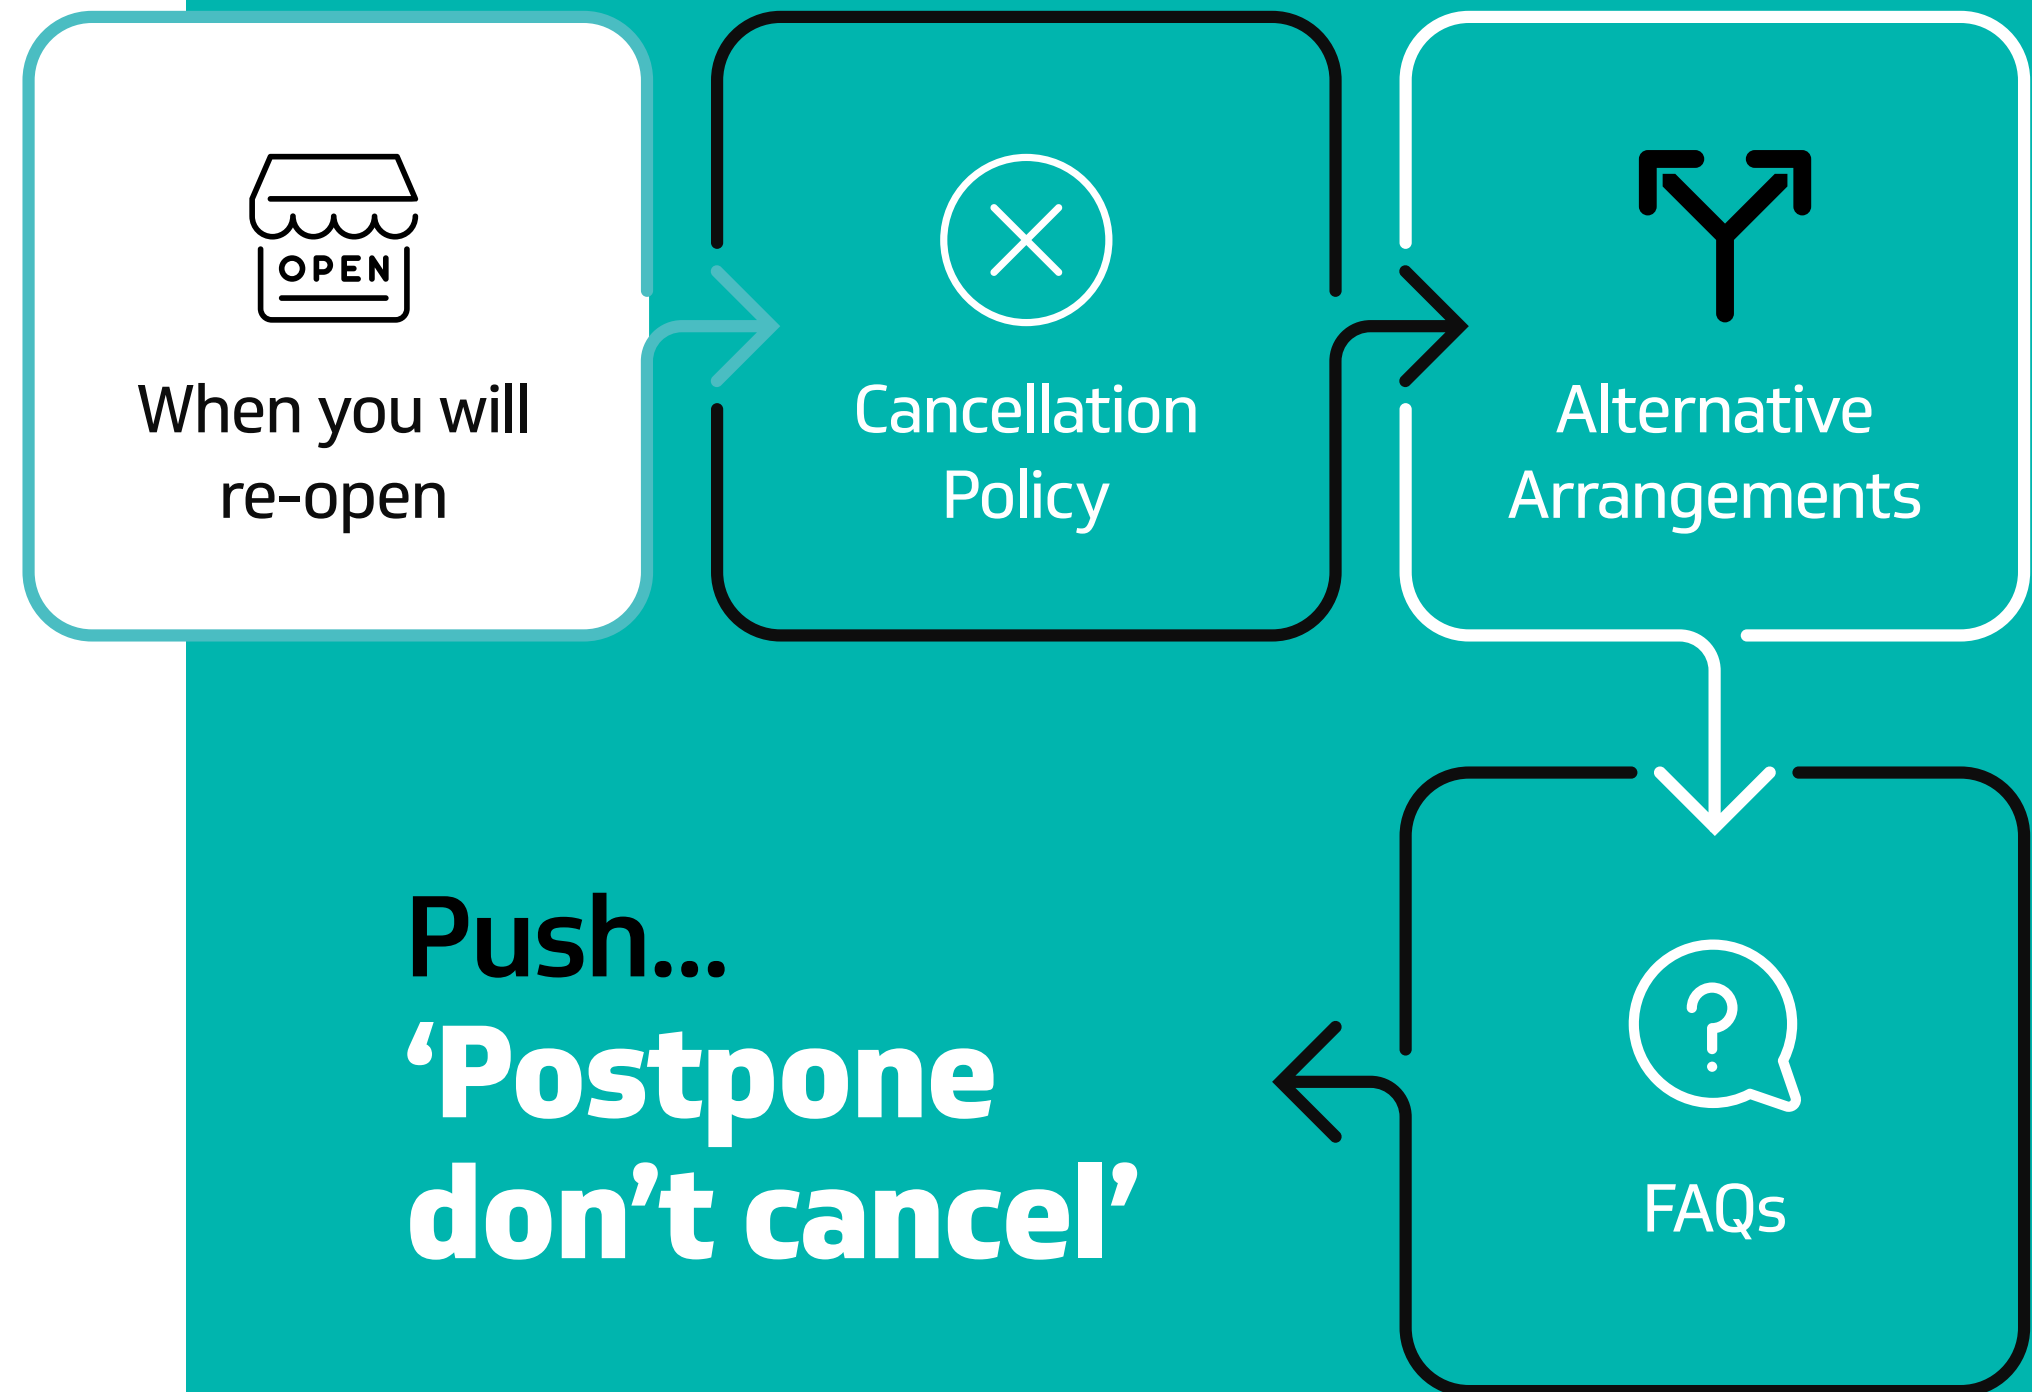 OPEN
When you will
re-open
Cancellation
Policy
Alternative
Arrangements
Push...
‘Postpone
don’t cancel’
?
FAQs